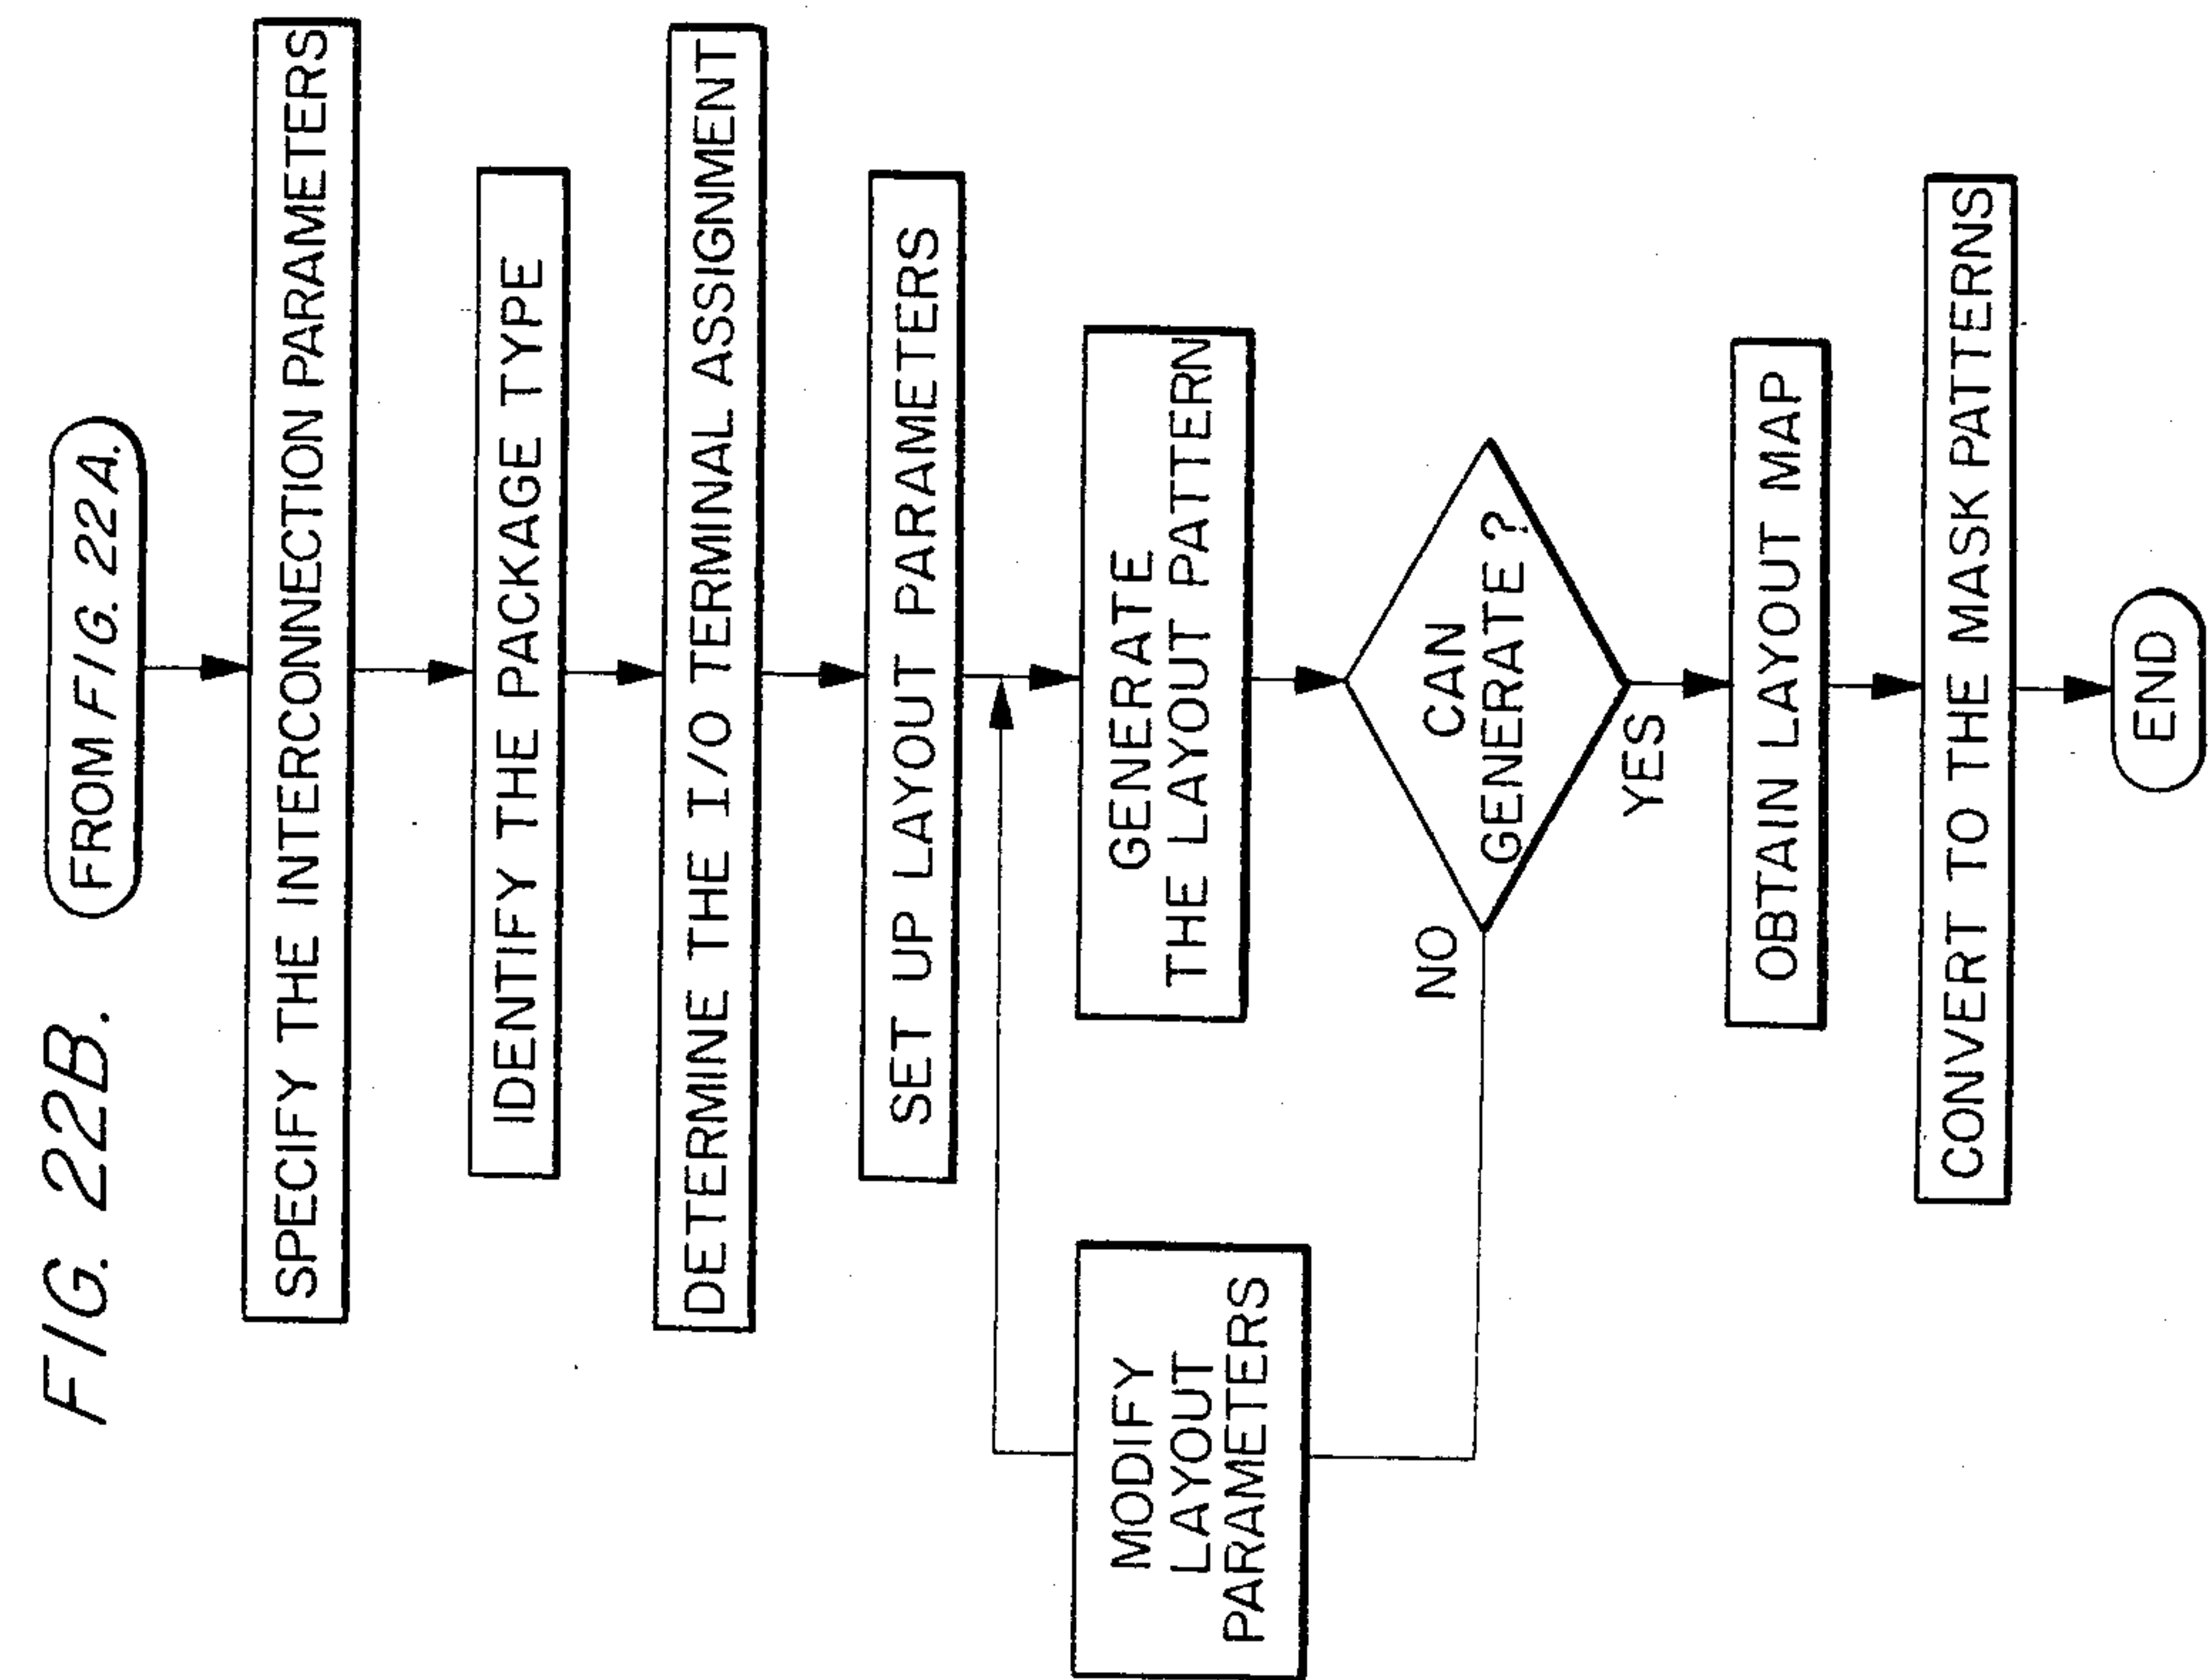 FIG. 22B.
FROM FIG. 22A.
SPECIFY THE INTERCONNECTION PARAMETERS
IDENTIFY THE PACKAGE TYPE
DETERMINE THE I/O TERMINAL ASSIGNMENT
SET UP LAYOUT PARAMETERS
GENERATE
THE LAYOUT PATTERN
MODIFY
LAYOUT
PARAMETERS
CAN
GENERATE?
NO
YES
OBTAIN LAYOUT MAP
CONVERT TO THE MASK PATTERNS
END